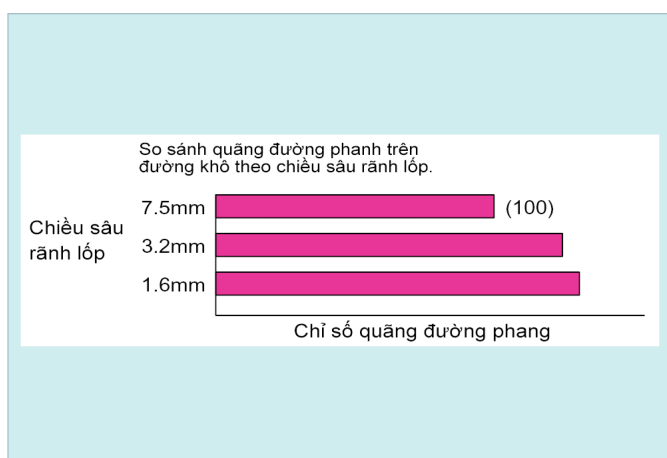 So sánh quãng đường phanh trên
đường khô theo chiều sâu rãnh lốp.
Chiều sâu
rãnh lốp
7.5mm
(100)
3.2mm
1.6mm
Chỉ số quãng đường phang